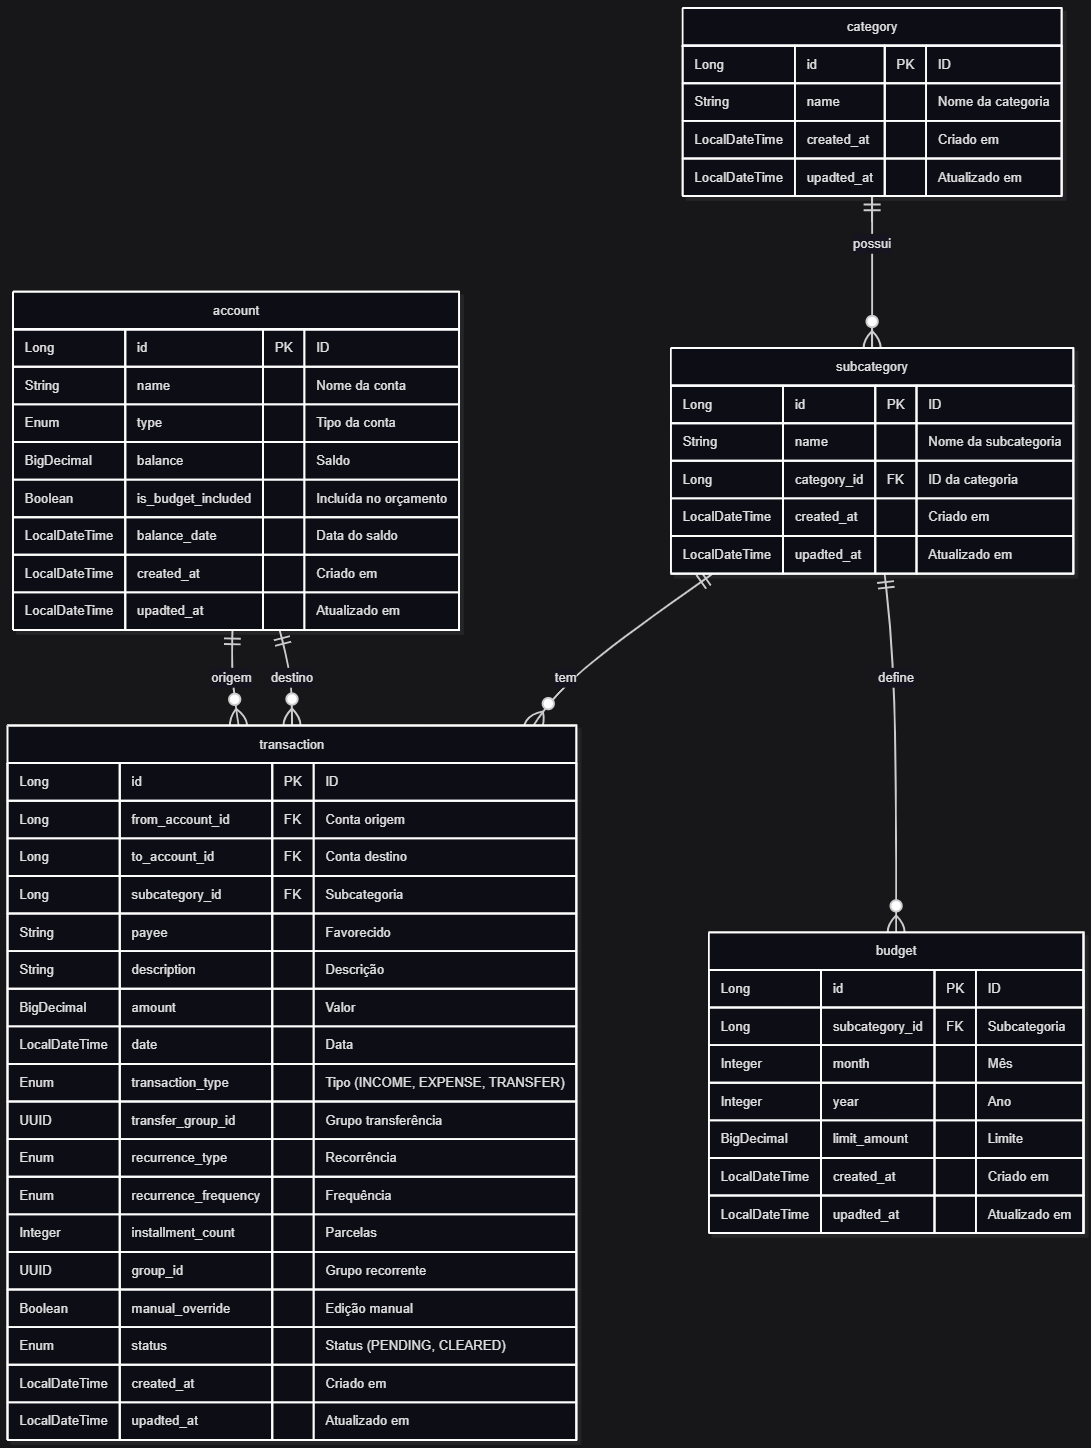 category
Long id PK ID
String name Nome da categoria
LocalDateTime created_at Criado em
LocalDateTime upadted_at Atualizado em
possui
account
Long id PK ID
String name Nome da conta
Enum type Tipo da conta
BigDecimal balance Saldo
Boolean is_budget_included Incluída no orçamento
LocalDateTime balance_date Data do saldo
LocalDateTime created_at Criado em
LocalDateTime upadted_at Atualizado em
subcategory
Long id PK ID
String name Nome da subcategoria
Long category_id FK ID da categoria
LocalDateTime created_at Criado em
LocalDateTime upadted_at Atualizado em
origem
destino
tem
define
transaction
Long id PK ID
Long from_account_id FK Conta origem
Long to_account_id FK Conta destino
Long subcategory_id FK Subcategoria
String payee Favorecido
String description Descrição
BigDecimal amount Valor
LocalDateTime date Data
Enum transaction_type Tipo (INCOME, EXPENSE, TRANSFER)
UUID transfer_group_id Grupo transferência
Enum recurrence_type Recorrência
Enum recurrence_frequency Frequência
Integer installment_count Parcelas
UUID group_id Grupo recorrente
Boolean manual_override Edição manual
Enum status Status (PENDING, CLEARED)
LocalDateTime created_at Criado em
LocalDateTime upadted_at Atualizado em
budget
Long id PK ID
Long subcategory_id FK Subcategoria
Integer month Mês
Integer year Ano
BigDecimal limit_amount Limite
LocalDateTime created_at Criado em
LocalDateTime upadted_at Atualizado em